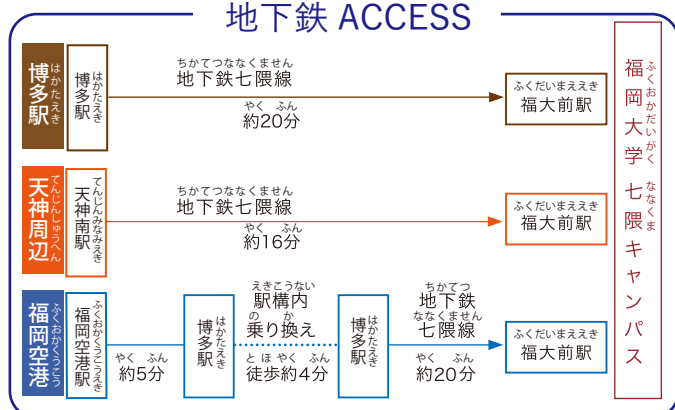 地下鉄 ACCESS
博多駅
はかたえき
博多駅
はかたえき
ちかてつななくません
地下鉄七隈線
やく ふん
約20分
ふくだいまええき
福大前駅
天神周辺
てんじんしゅうへん
天神南駅
てんじんみなみえき
ちかてつななくません
地下鉄七隈線
やく ふん
約16分
ふくだいまええき
福大前駅
福岡空港
ふくおかくうこう
福岡空港駅
ふくおかくうこうえき
やく ふん
約5分
博多駅
はかたえき
えきこうない
駅構内
の か
乗り換え
とほやく ふん
徒歩約4分
博多駅
はかたえき
ちかてつ
地下鉄
ななくません
七隈線
やく ふん
約20分
ふくだいまええき
福大前駅
福岡大学 七隈キャンパス
ふくおかだいがく ななくま